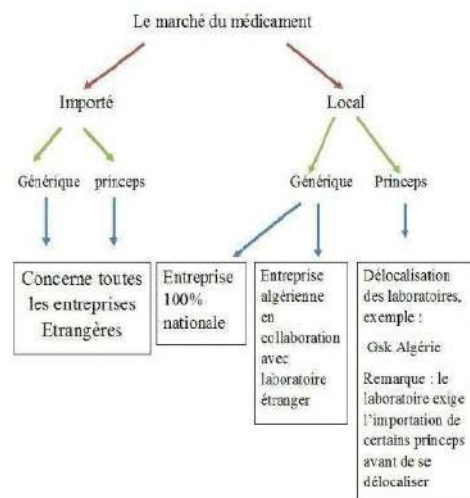 Le marché du médicament
Importé
Local
Générique
princeps
Générique
Princeps
Concerne toutes
les entreprises
Etrangères
Entreprise
100%
nationale
Entreprise
algérienne
en
collaboration
avec
laboratoire
étranger
Délocalisation
des laboratoires,
exemple :
Gsk Algérie
Remarque : le
laboratoire exige
l'importation de
certains princeps
avant de se
délocaliser